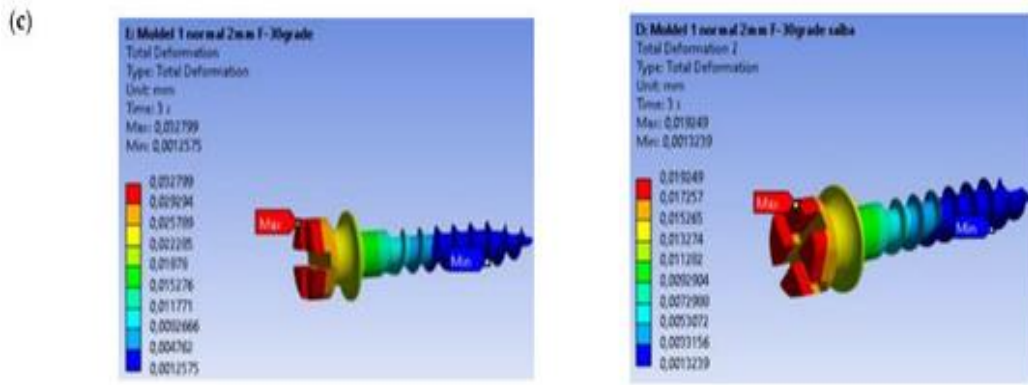 (c)
E: Moldel 1 normal 2mm F-30grade
Total Deformation
Type: Total Deformation
Unit: mm
Time: 3 s
Max: 0,032799
Min: 0,0012575
0,032799
0,029294
0,025789
0,022285
0,01878
0,015276
0,011771
0,0082666
0,004762
0,0012575
Max
Min
D: Moldel 1 normal 2mm F-30grade salba
Total Deformation 2
Type: Total Deformation
Unit: mm
Time: 3 s
Max: 0,019249
Min: 0,0013239
0,019249
0,017257
0,015265
0,013274
0,011282
0,0092904
0,0072988
0,0053072
0,0033156
0,0013239
Max
Min